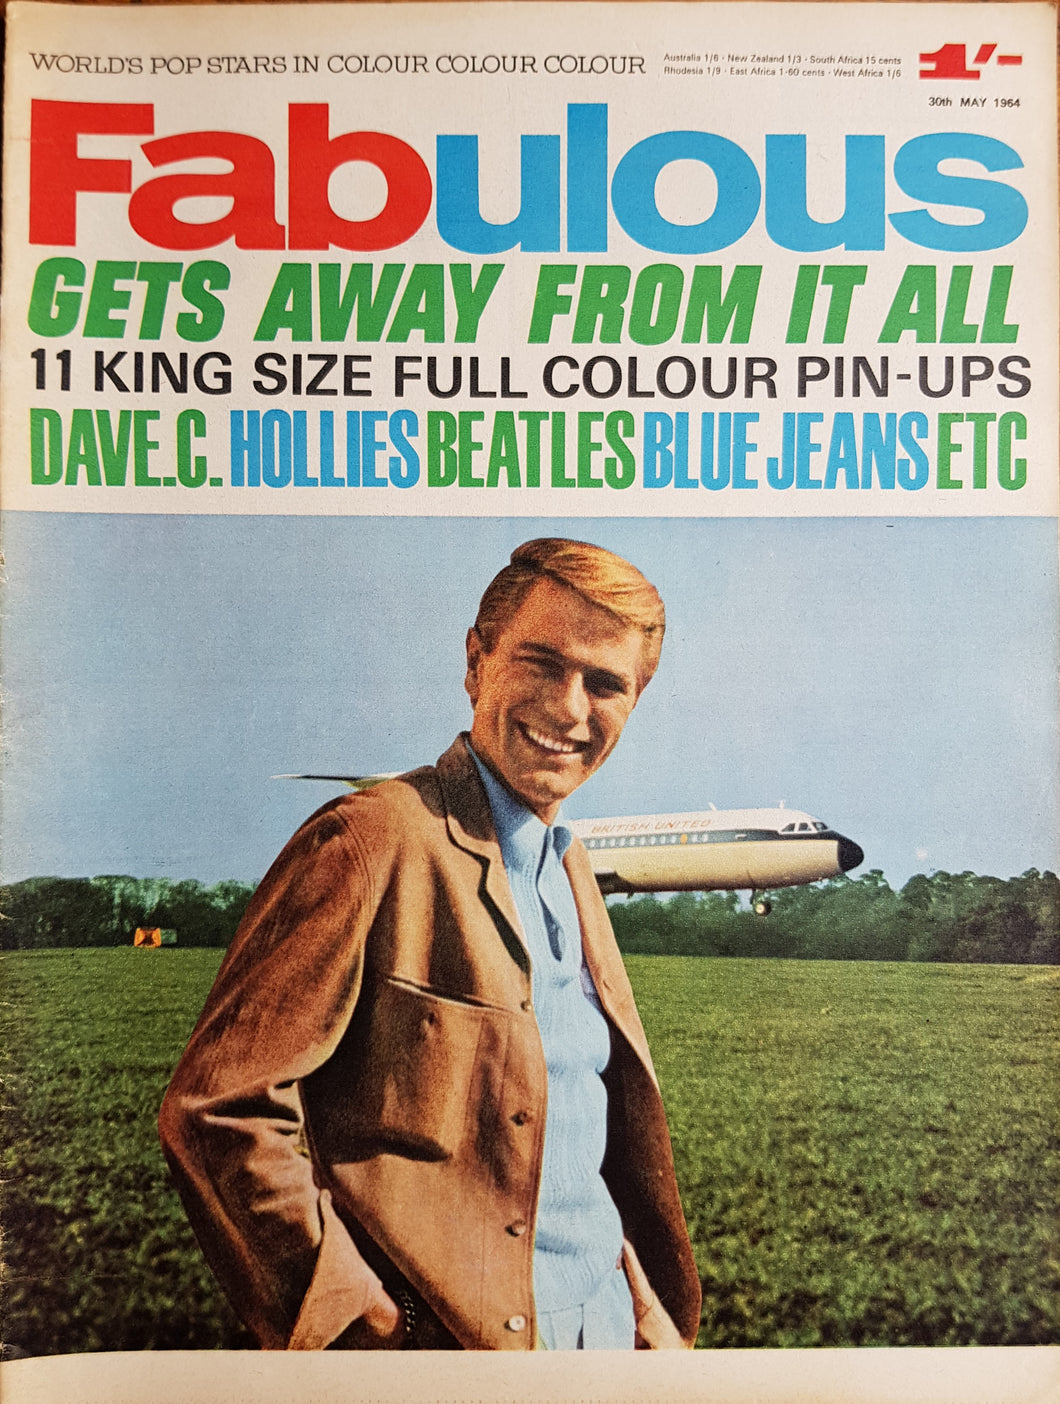 WORLD'S POP STARS IN COLOUR COLOUR COLOUR
Australia 1/6 · New Zealand 1/3 · South Africa 15 cents
Rhodesia 1/9 · East Africa 1·60 cents · West Africa 1/6
1/-
30th MAY 1964
Fabulous
GETS AWAY FROM IT ALL
11 KING SIZE FULL COLOUR PIN-UPS
DAVE.C. HOLLIES BEATLES BLUE JEANS ETC
BRITISH UNITED